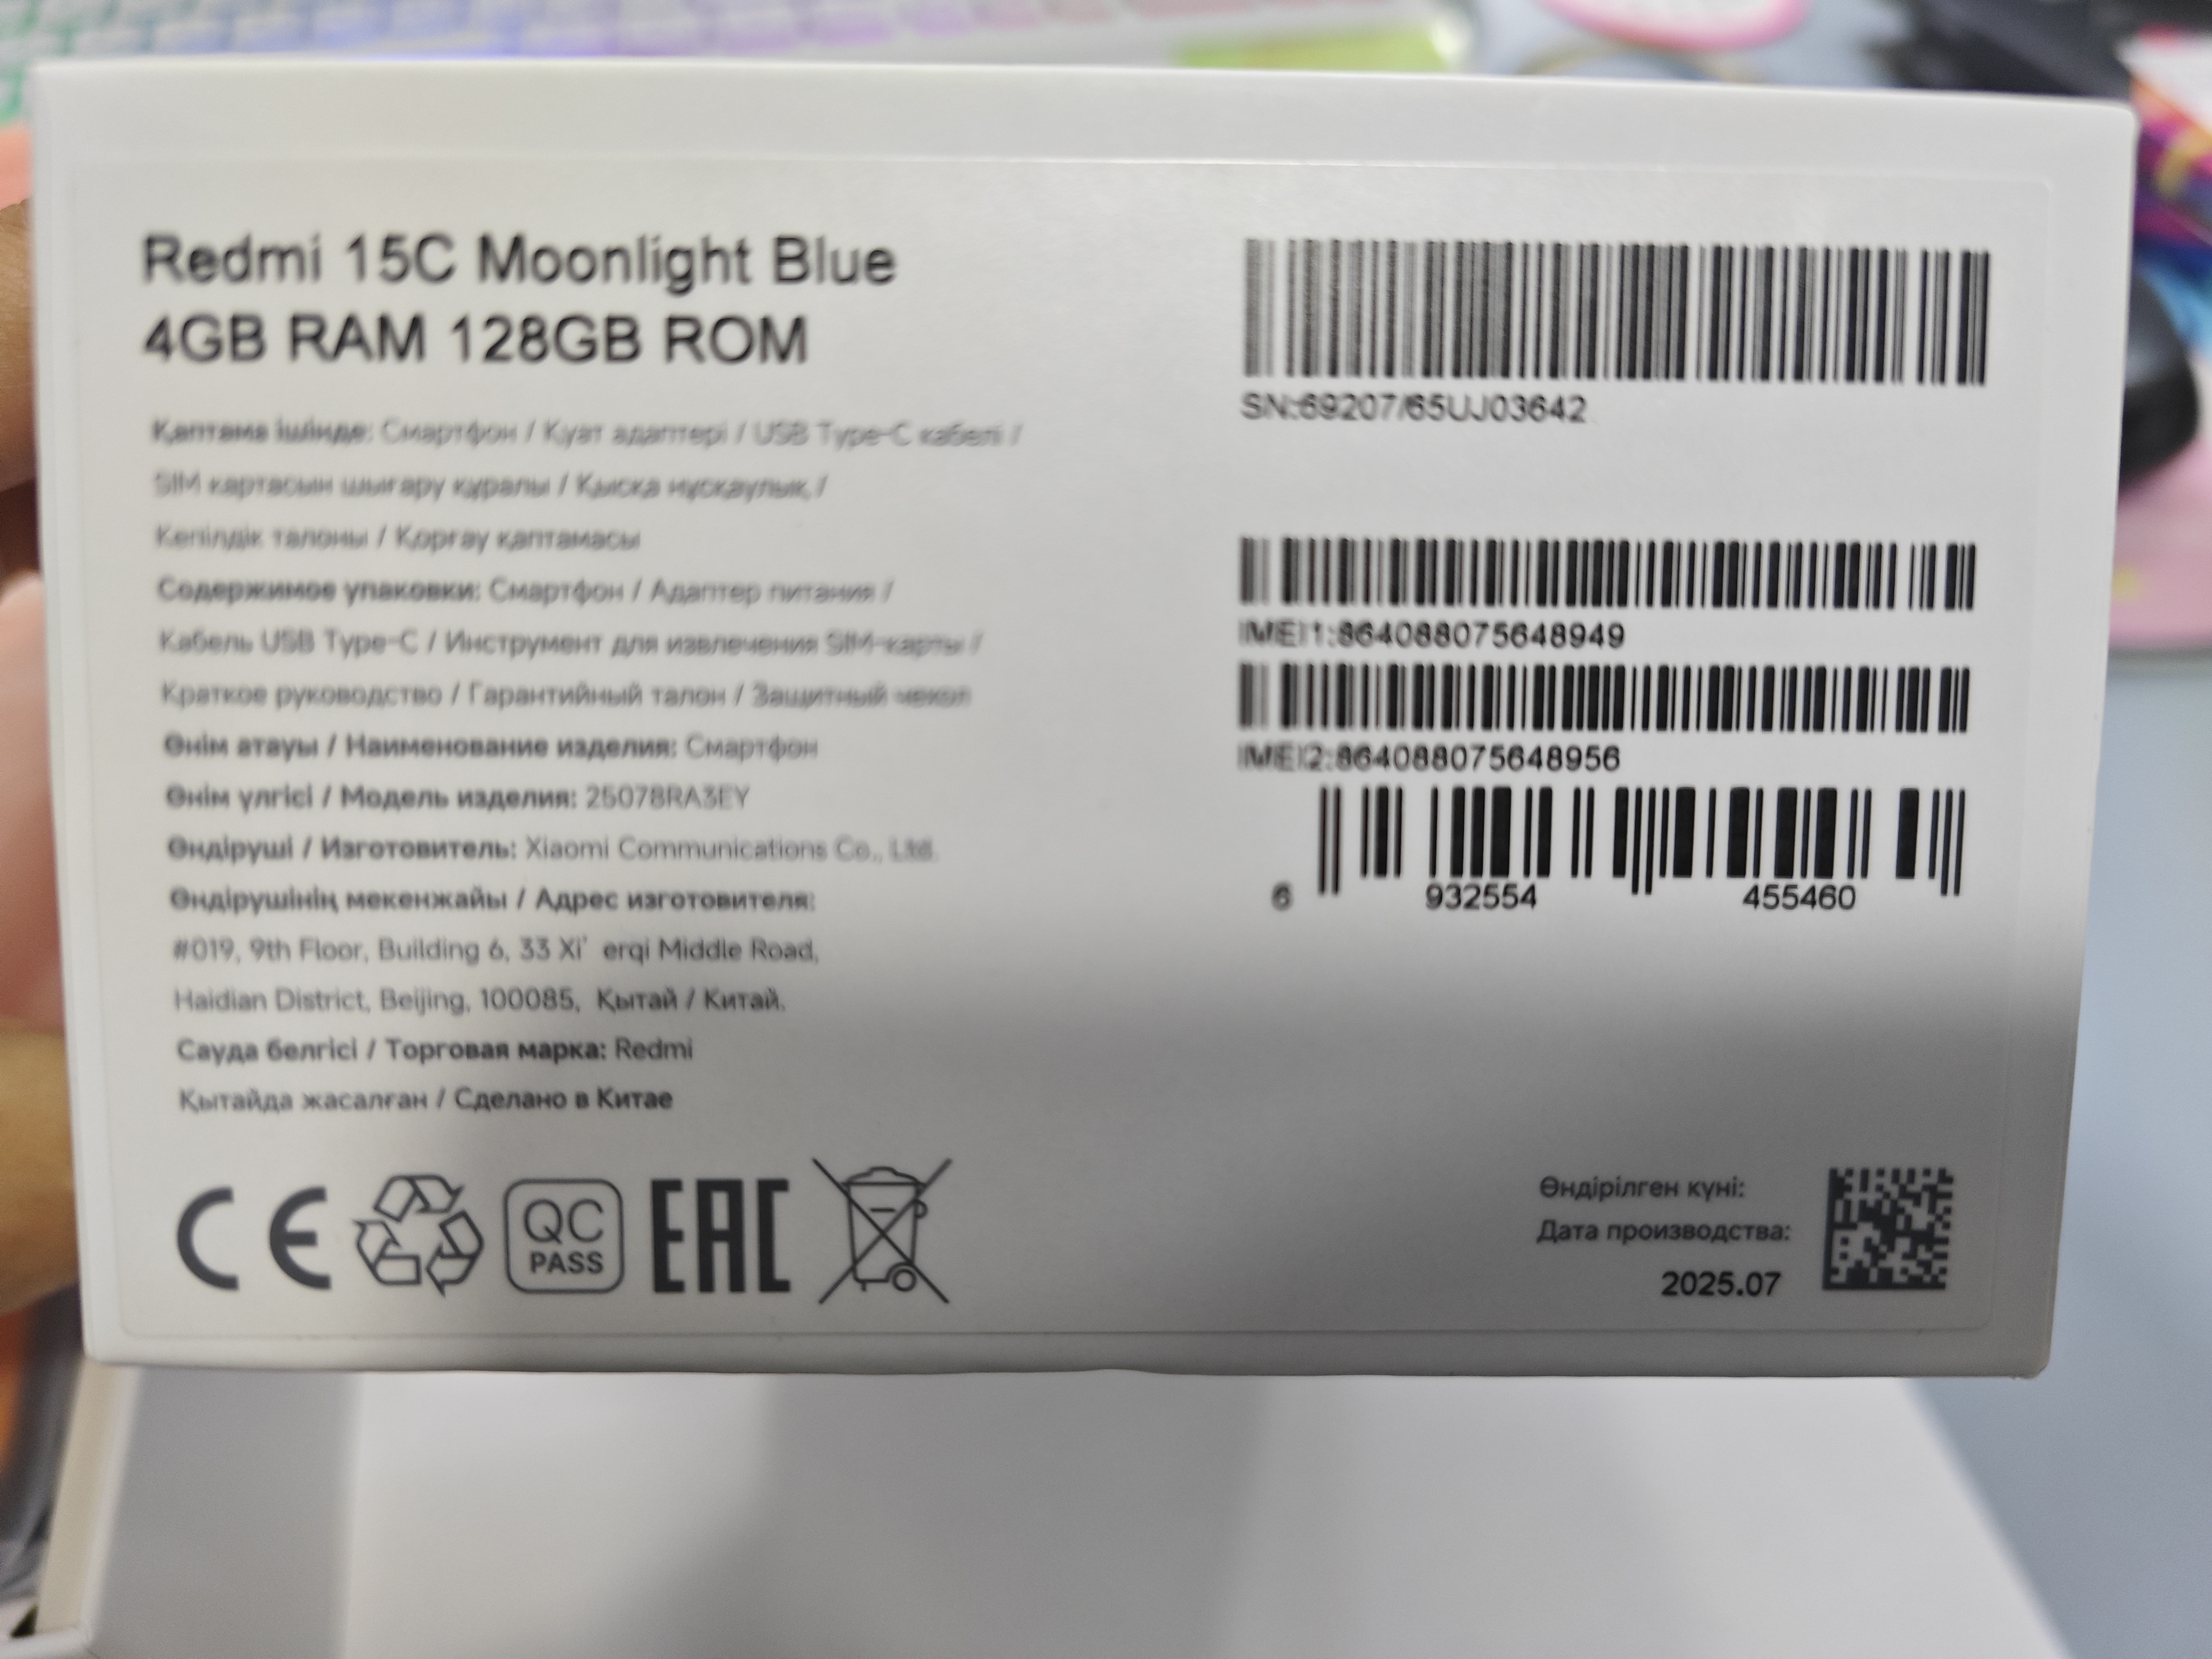 Redmi 15C Moonlight Blue
4GB RAM 128GB ROM
Қаптама ішінде: Смартфон / Қуат адаптері / USB Type-C кабелі /
SIM картасын шығару құралы / Қысқа нұсқаулық /
Кепілдік талоны / Қорғау қаптамасы
Содержимое упаковки: Смартфон / Адаптер питания /
Кабель USB Type-C / Инструмент для извлечения SIM-карты /
Краткое руководство / Гарантийный талон / Защитный чехол
Өнім атауы / Наименование изделия: Смартфон
Өнім үлгісі / Модель изделия: 25078RA3EY
Өндіруші / Изготовитель: Xiaomi Communications Co., Ltd.
Өндірушінің мекенжайы / Адрес изготовителя:
#019, 9th Floor, Building 6, 33 Xi' erqi Middle Road,
Haidian District, Beijing, 100085, Қытай / Китай.
Сауда белгісі / Торговая марка: Redmi
Қытайда жасалған / Сделано в Китае
CE
QC
PASS
EAC
SN:69207/65UJ03642
IMEI1:864088075648949
IMEI2:864088075648956
6 932554 455460
Өндірілген күні:
Дата производства:
2025.07